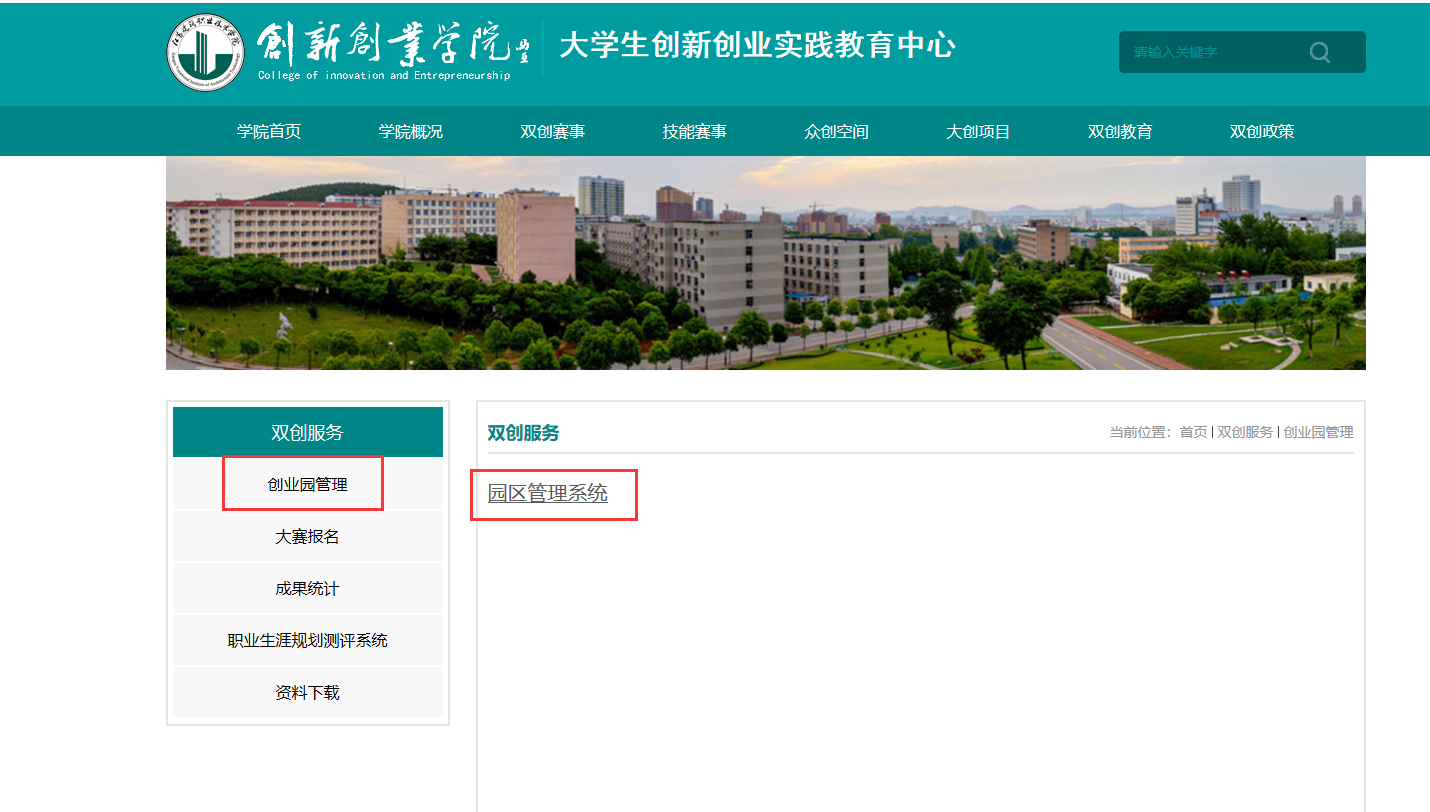 創新創業学院
College of innovation and Entrepreneurship
大学生创新创业实践教育中心
请输入关键字
学院首页 学院概况 双创赛事 技能赛事 众创空间 大创项目 双创教育 双创政策
双创服务
创业园管理
大赛报名
成果统计
职业生涯规划测评系统
资料下载
双创服务
当前位置：首页 | 双创服务 | 创业园管理
园区管理系统